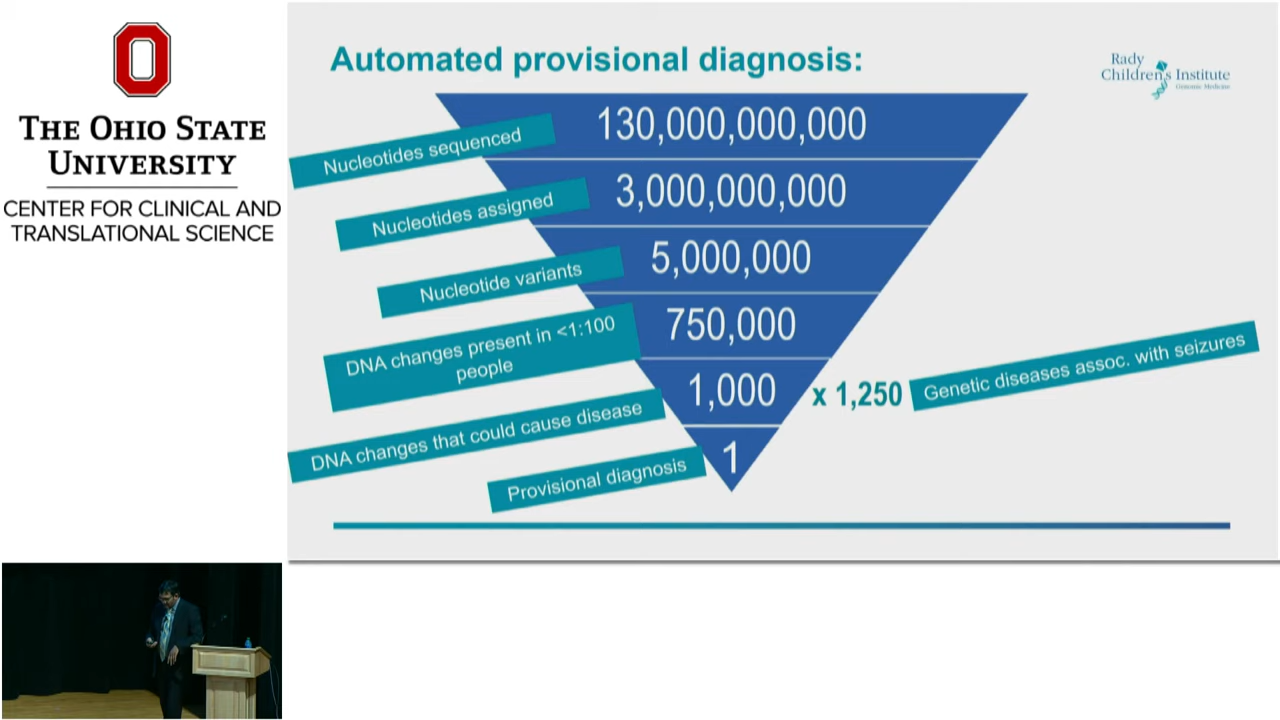 THE OHIO STATE
UNIVERSITY
CENTER FOR CLINICAL AND
TRANSLATIONAL SCIENCE
Automated provisional diagnosis:
Rady
Children's Institute
Genomic Medicine
Nucleotides sequenced
130,000,000,000
Nucleotides assigned
3,000,000,000
Nucleotide variants
5,000,000
DNA changes present in <1:100
people
750,000
DNA changes that could cause disease
1,000
x 1,250
Genetic diseases assoc. with seizures
Provisional diagnosis
1